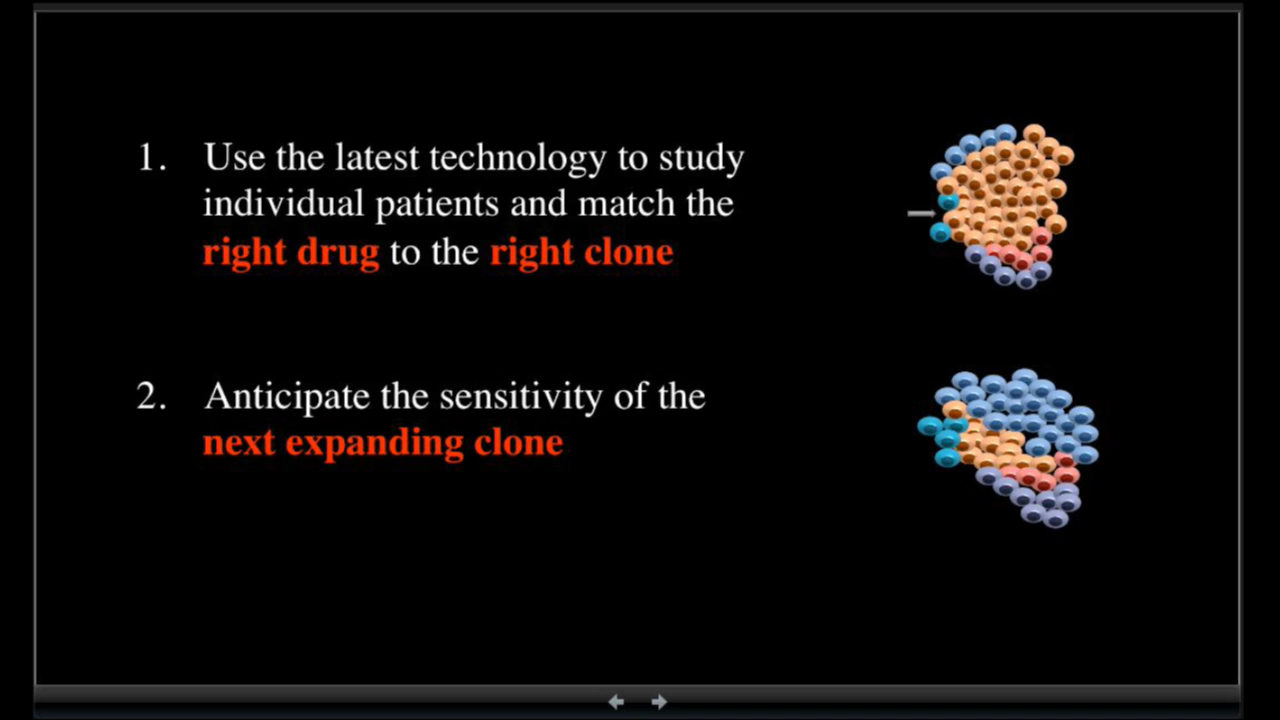 1. Use the latest technology to study
individual patients and match the
right drug to the right clone
2. Anticipate the sensitivity of the
next expanding clone